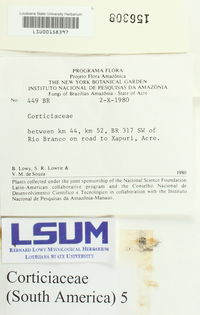 Louisiana State University Herbarium
LSU00158397
156308
PROGRAMA FLORA
Projeto Flora Amazônica
THE NEW YORK BOTANICAL GARDEN
INSTITUTO NACIONAL DE PESQUISAS DA AMAZÔNIA
Fungi of Brazilian Amazônia - State of Acre
No. 449 BR 2-X-1980
Corticiaceae
between km 44, km 52, BR 317 SW of
Rio Branco on road to Xapuri, Acre.
B. Lowy, S. R. Lowrie &
V. M. de Souza 1980
Plants collected under the joint sponsorship of the National Science Foundation
Latin-American collaborative program and the Conselho Nacional de
Desenvolvimento Científico e Tecnológico in collaboration with the Instituto
Nacional de Pesquisas da Amazônia-Manaus.
LSUM
BERNARD LOWY MYCOLOGICAL HERBARIUM
LOUISIANA STATE UNIVERSITY
Corticiaceae
(South America) 5